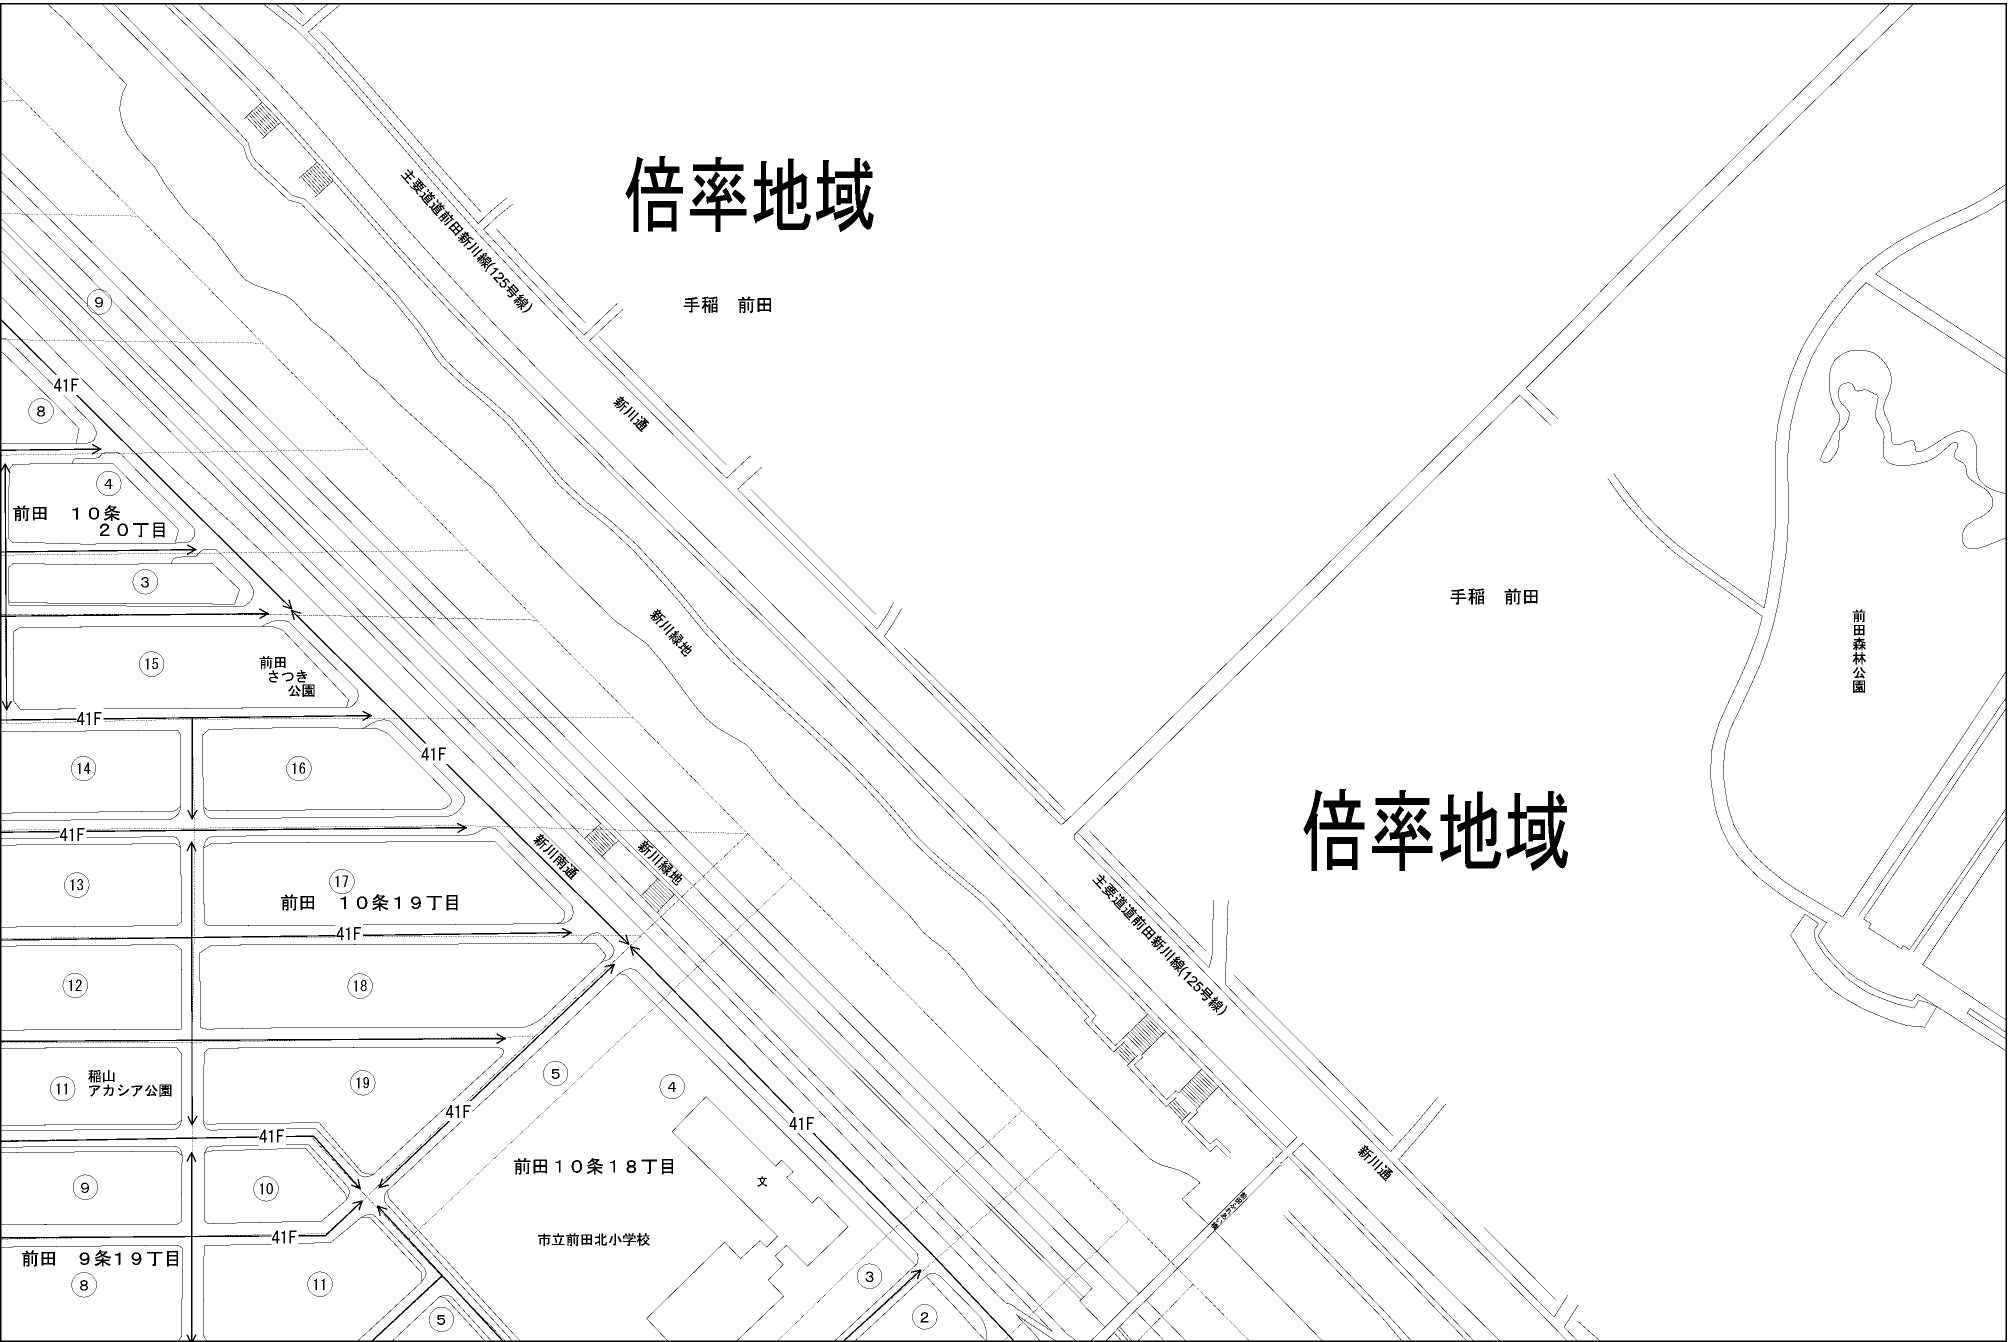 倍率地域
主要道道前田新川線(125号線)
手稲　前田
⑨
41F
⑧
新川通
④
前田　１０条
２０丁目
③
新川緑地
手稲　前田
前田森林公園
⑮
前田
さつき
公園
41F
41F
⑭
⑯
倍率地域
41F
新川南通
新川緑地
⑬
⑰
前田　１０条１９丁目
41F
主要道道前田新川線(125号線)
⑫
⑱
⑪
稲山
アカシア公園
⑲
⑤
④
41F
41F
41F
新川通
前田１０条１８丁目
文
⑨
⑩
市立前田北小学校
41F
前田　９条１９丁目
⑧
⑪
③
⑤
②